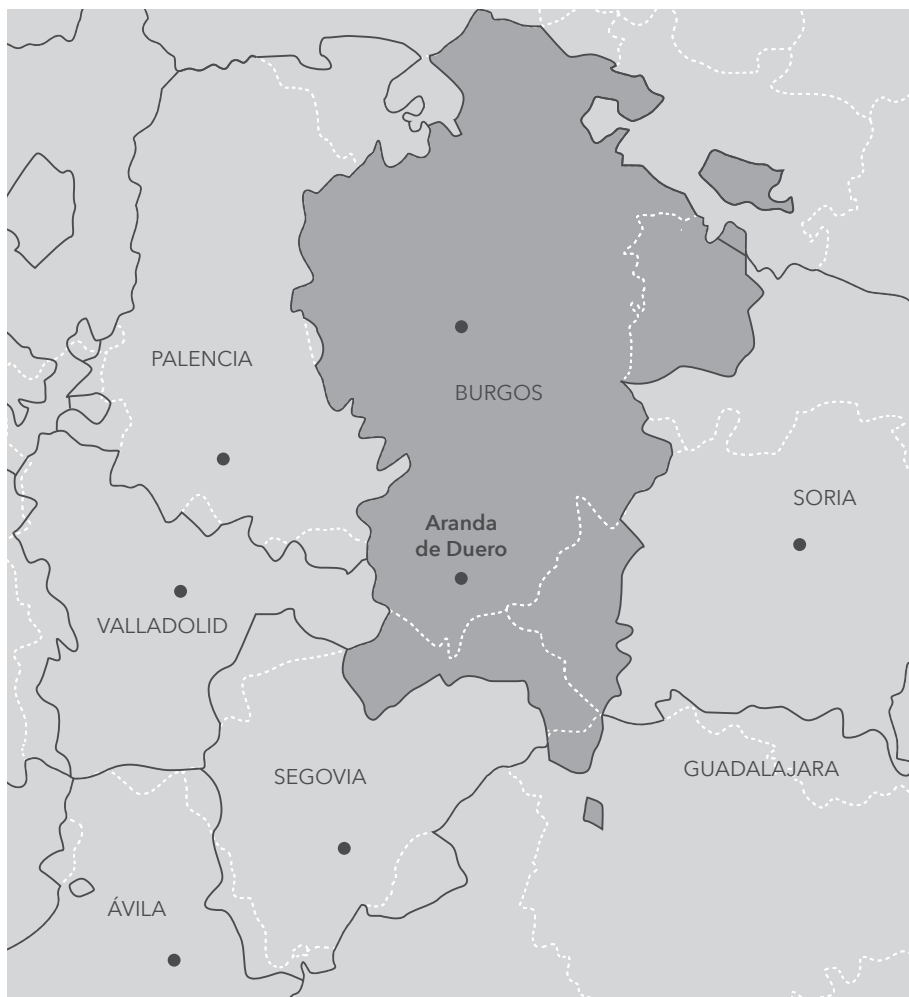 PALENCIA
BURGOS
SORIA
Aranda
de Duero
VALLADOLID
SEGOVIA
GUADALAJARA
ÁVILA